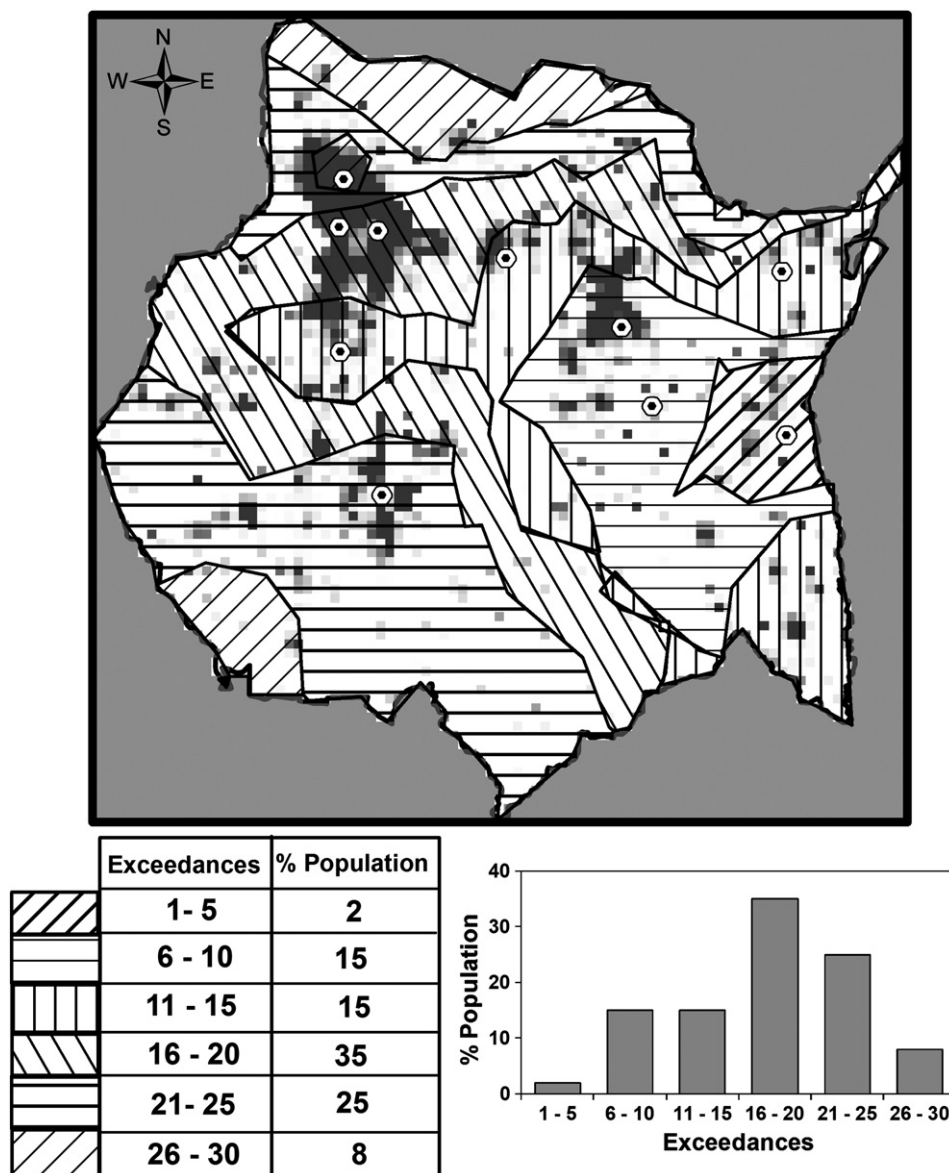 N
W E
S
Exceedances % Population
1- 5 2
6 - 10 15
11 - 15 15
16 - 20 35
21- 25 25
26 - 30 8
40
30
20
10
0
% Population
1 - 5 6 - 10 11 - 15 16 - 20 21 - 25 26 - 30
Exceedances